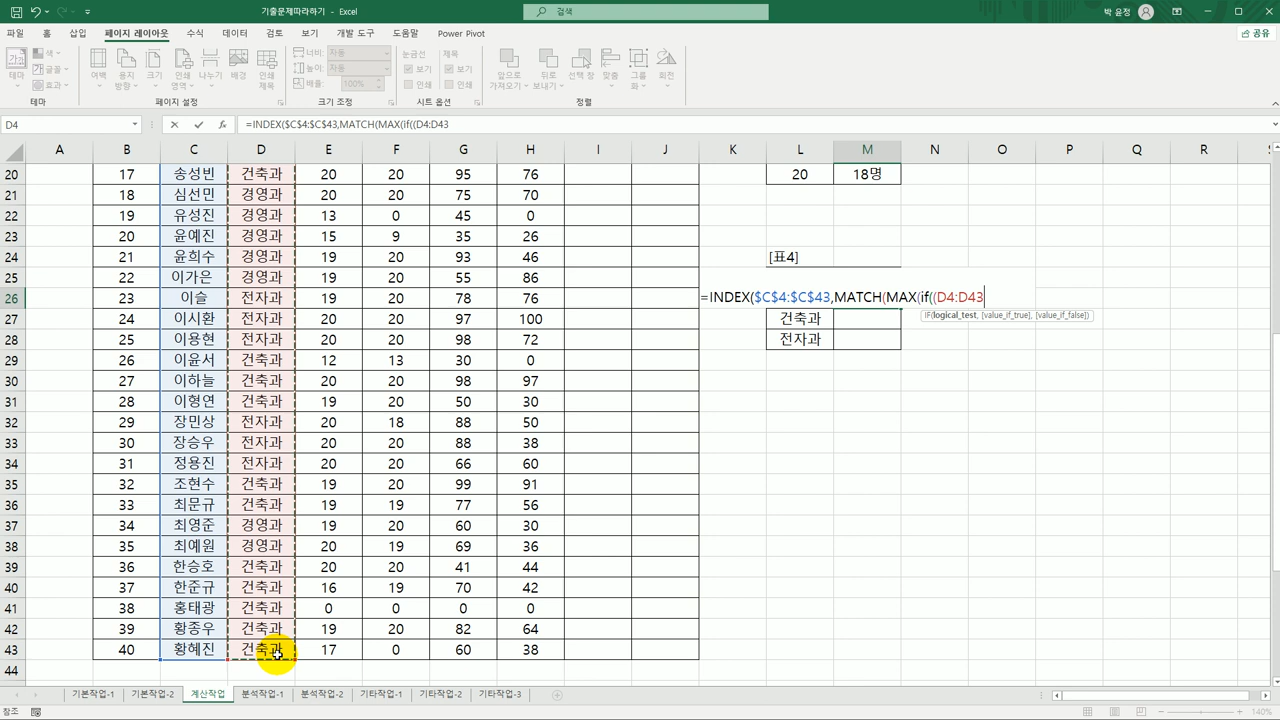 기출문제따라하기 - Excel
검색
박 윤정
파일 홈 삽입 페이지 레이아웃 수식 데이터 검토 보기 개발 도구 도움말 Power Pivot
공유
테마 색 글꼴 효과 여백 용지 방향 크기 인쇄 영역 나누기 배경 인쇄 제목 너비: 자동 높이: 자동 배율: 100% 눈금선 보기 인쇄 제목 보기 인쇄 앞으로 가져오기 뒤로 보내기 선택 창 맞춤 그룹화 회전
테마 페이지 설정 크기 조정 시트 옵션 정렬
D4 =INDEX($C$4:$C$43,MATCH(MAX(if((D4:D43
A B C D E F G H I J K L M N O P Q R
20 17 송성빈 건축과 20 20 95 76 20 18명
21 18 심선민 경영과 20 20 75 70
22 19 유성진 경영과 13 0 45 0
23 20 윤예진 경영과 15 9 35 26
24 21 윤희수 경영과 19 20 93 46 [표4]
25 22 이가은 경영과 19 20 55 86
26 23 이슬 전자과 19 20 78 76 =INDEX($C$4:$C$43,MATCH(MAX(if((D4:D43
IF(logical_test, [value_if_true], [value_if_false])
27 24 이시환 전자과 20 20 97 100 건축과
28 25 이용현 전자과 20 20 98 72 전자과
29 26 이윤서 건축과 12 13 30 0
30 27 이하늘 건축과 20 20 98 97
31 28 이형연 건축과 19 20 50 30
32 29 장민상 전자과 20 18 88 50
33 30 장승우 전자과 20 20 88 38
34 31 정용진 전자과 20 20 66 60
35 32 조현수 건축과 19 20 99 91
36 33 최문규 건축과 19 19 77 56
37 34 최영준 경영과 19 20 60 30
38 35 최예원 경영과 20 19 69 36
39 36 한승호 건축과 20 20 41 44
40 37 한준규 건축과 16 19 70 42
41 38 홍태광 건축과 0 0 0 0
42 39 황종우 건축과 19 20 82 64
43 40 황혜진 건축과 17 0 60 38
44
기본작업-1 기본작업-2 계산작업 분석작업-1 분석작업-2 기타작업-1 기타작업-2 기타작업-3
참조 140%